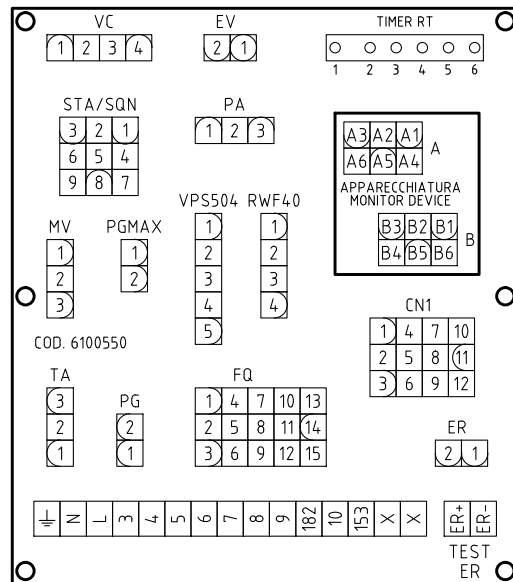 VC EV TIMER RT
1 2 3 4 2 1
1 2 3 4 5 6
STA/SQN PA
3 2 1 1 2 3
6 5 4
9 8 7
A3 A2 A1 A
A6 A5 A4
APPARECCHIATURA
MONITOR DEVICE
B3 B2 B1 B
B4 B5 B6
MV PGMAX VPS504 RWF40
1 1 1 1
2 2 2 2
3 3 3
4 4
5
CN1
1 4 7 10
2 5 8 11
3 6 9 12
COD. 6100550
TA PG FQ ER
3 1 4 7 10 13
2 2 2 5 8 11 14
1 1 3 6 9 12 15 2 1
N L 3 4 5 6 7 8 9 182 10 153 X X ER+ ER-
TEST
ER